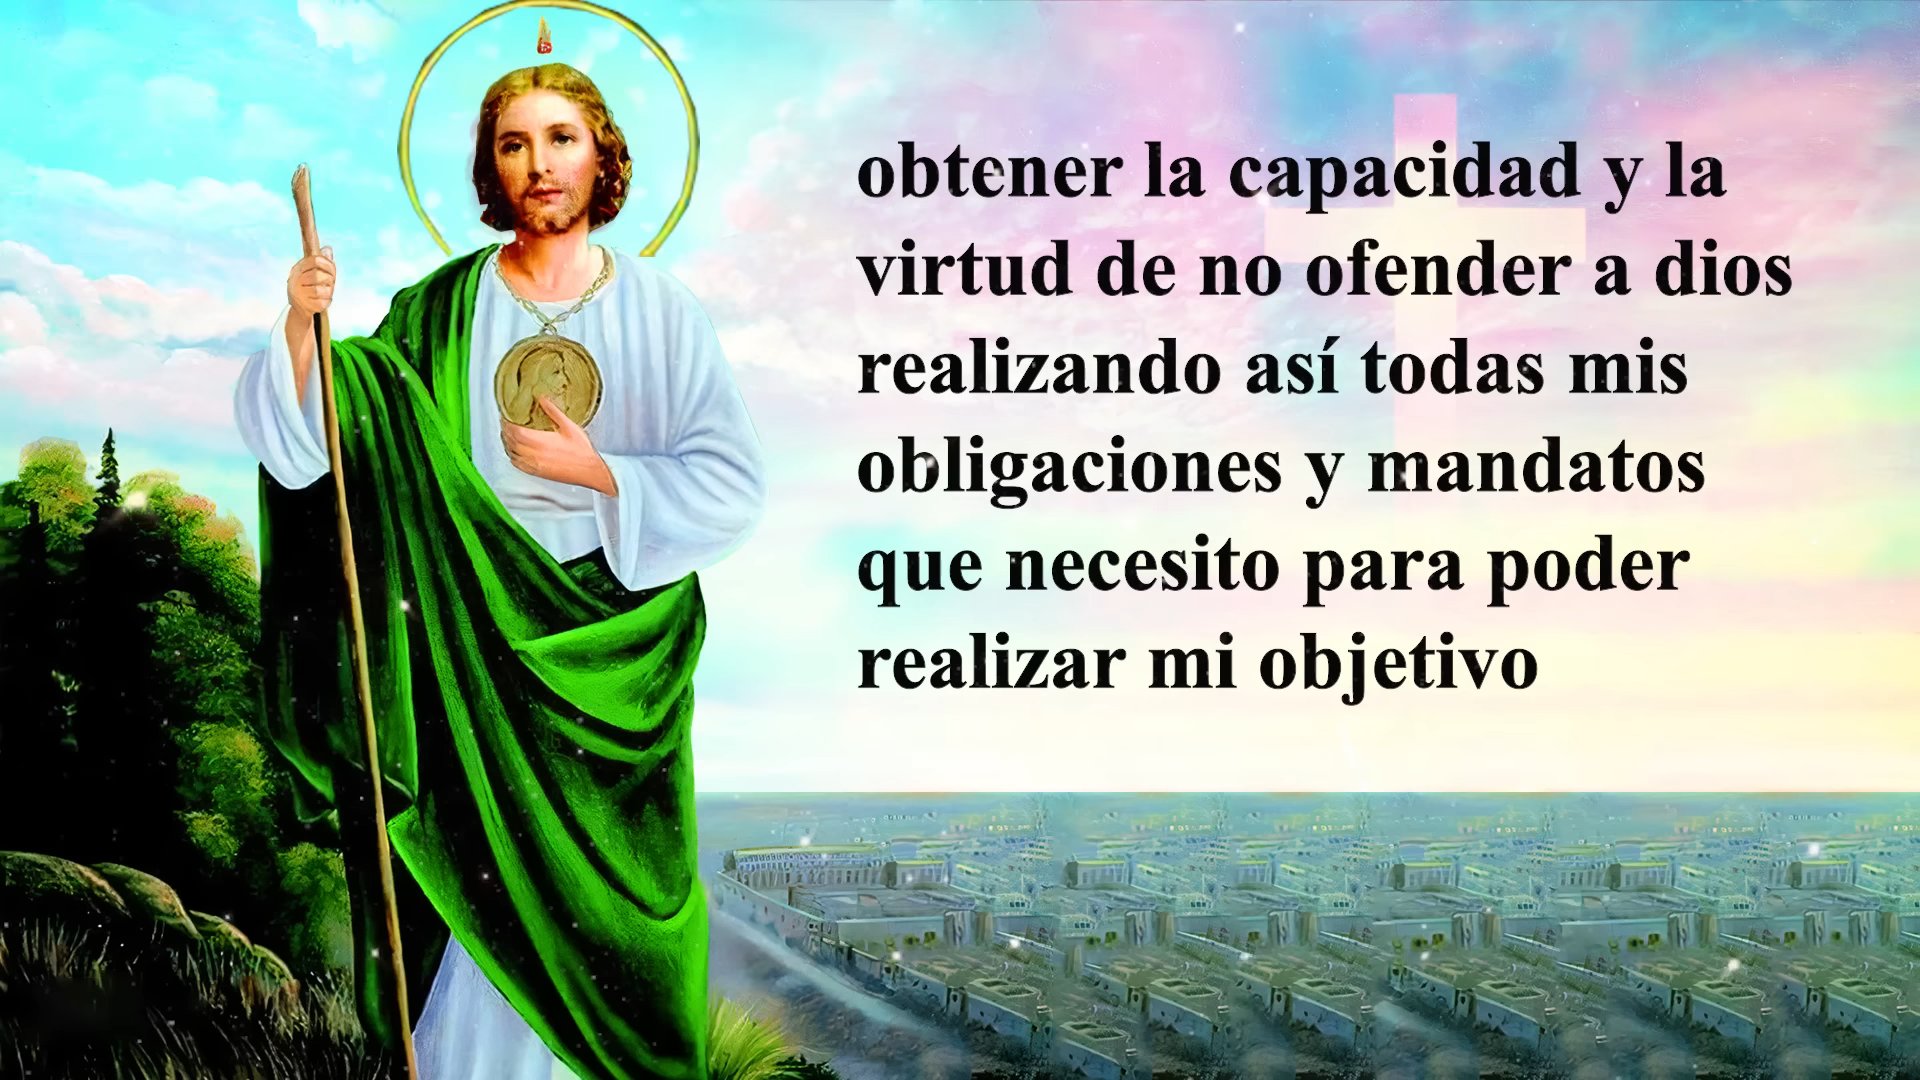 obtener la capacidad y la
virtud de no ofender a dios
realizando así todas mis
obligaciones y mandatos
que necesito para poder
realizar mi objetivo